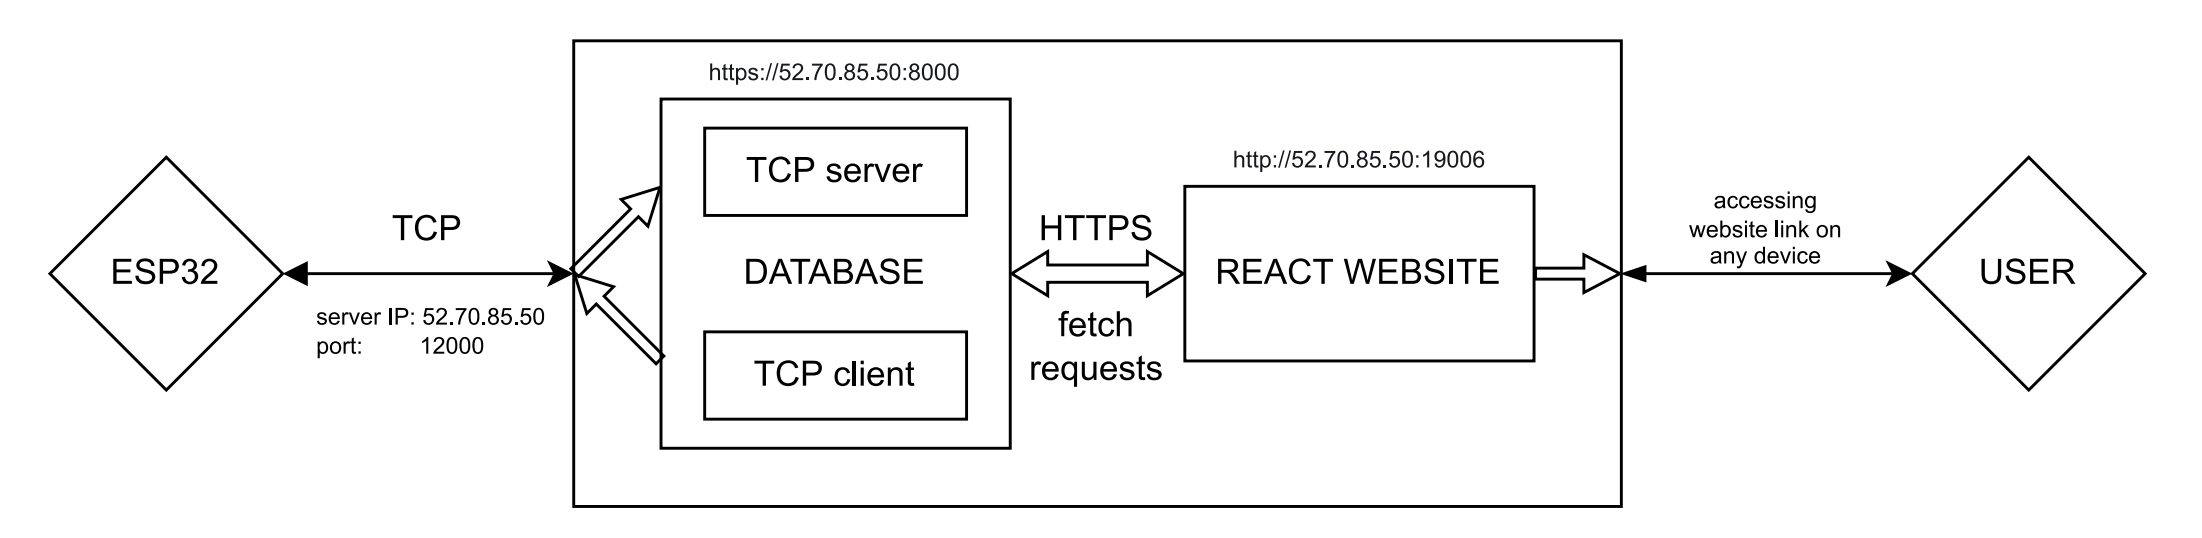 https://52.70.85.50:8000
TCP server
http://52.70.85.50:19006
accessing
website link on
any device
TCP
HTTPS
ESP32
DATABASE
REACT WEBSITE
USER
server IP: 52.70.85.50
port: 12000
fetch
requests
TCP client